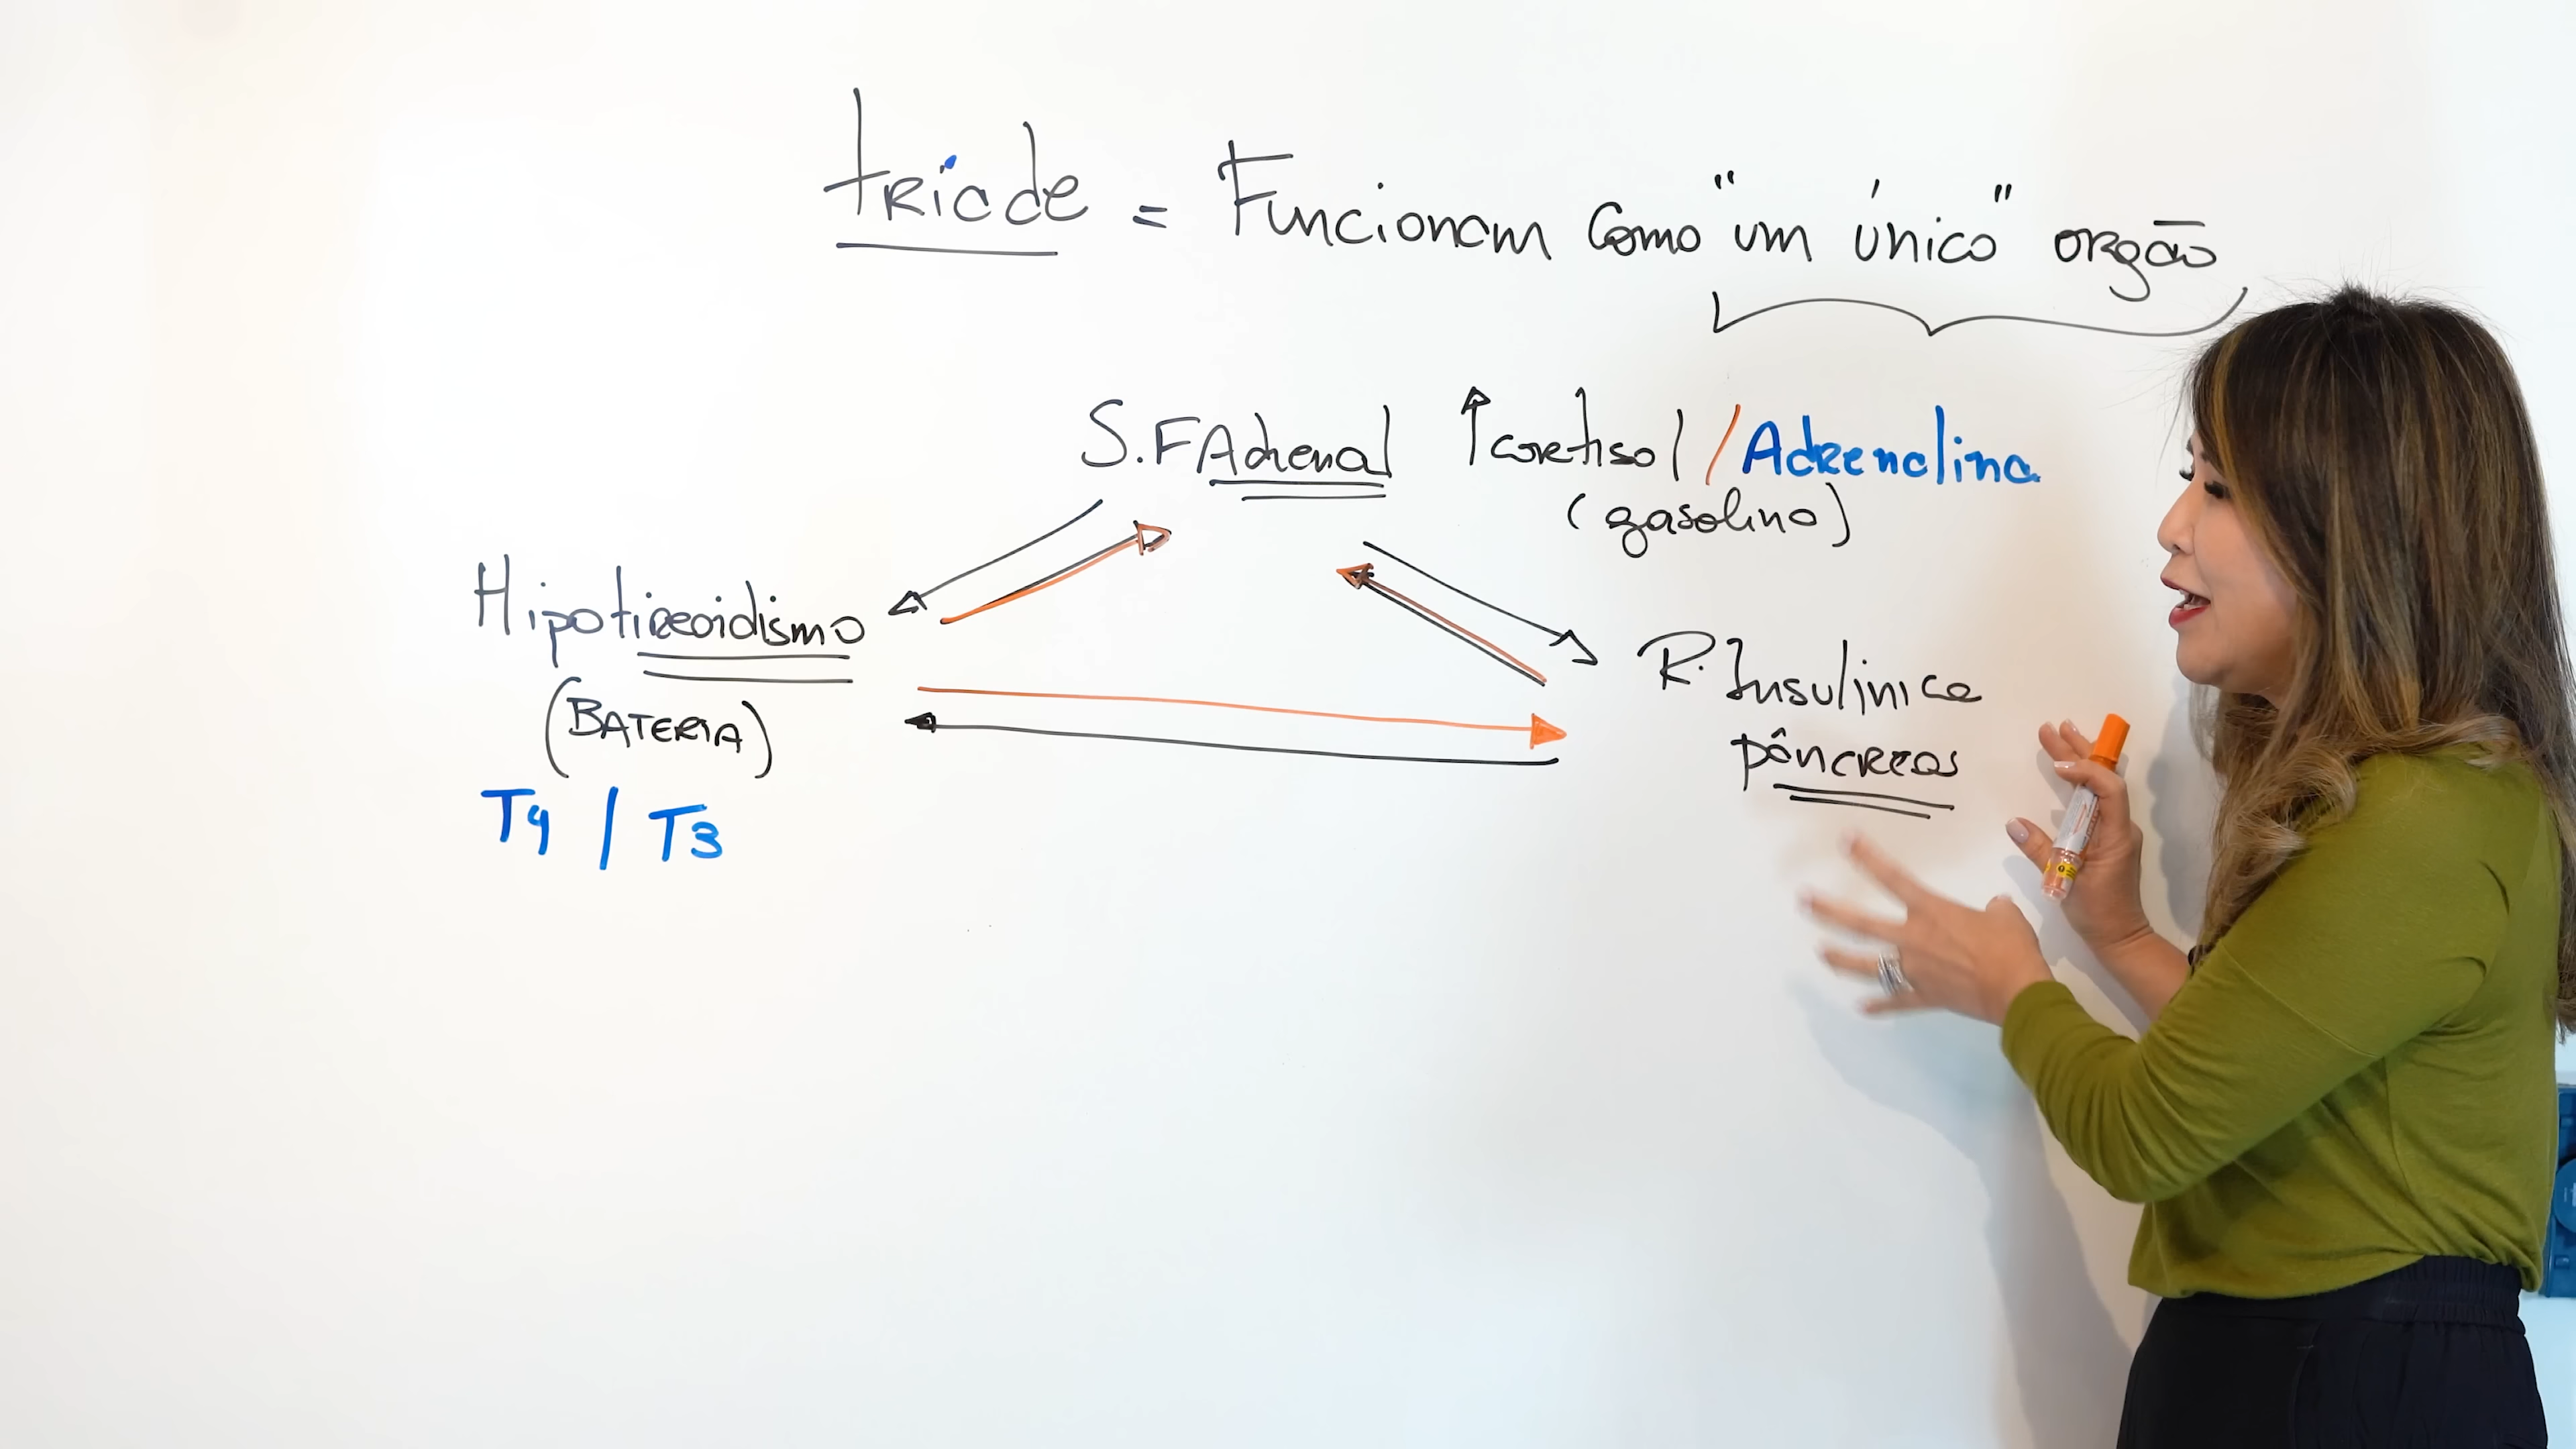 tríade = Funcionam Como "um único" orgão
S.F Adrenal ↑cortisol / Adrenalina
(gasolina)
Hipotireoidismo
(BATERIA)
T4 / T3
R. Insulínica
pâncreas